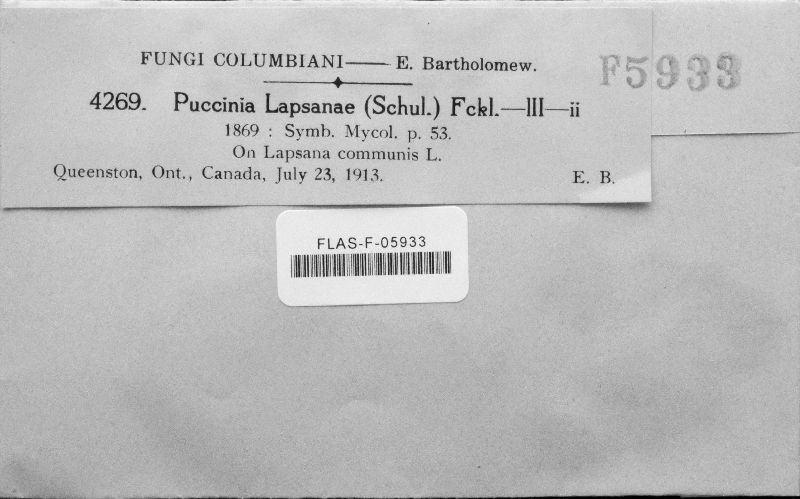 FUNGI COLUMBIANI—— E. Bartholomew.
F5933
4269. Puccinia Lapsanae (Schul.) Fckl.—III—ii
1869 : Symb. Mycol. p. 53.
On Lapsana communis L.
Queenston, Ont., Canada, July 23, 1913. E. B.
FLAS-F-05933